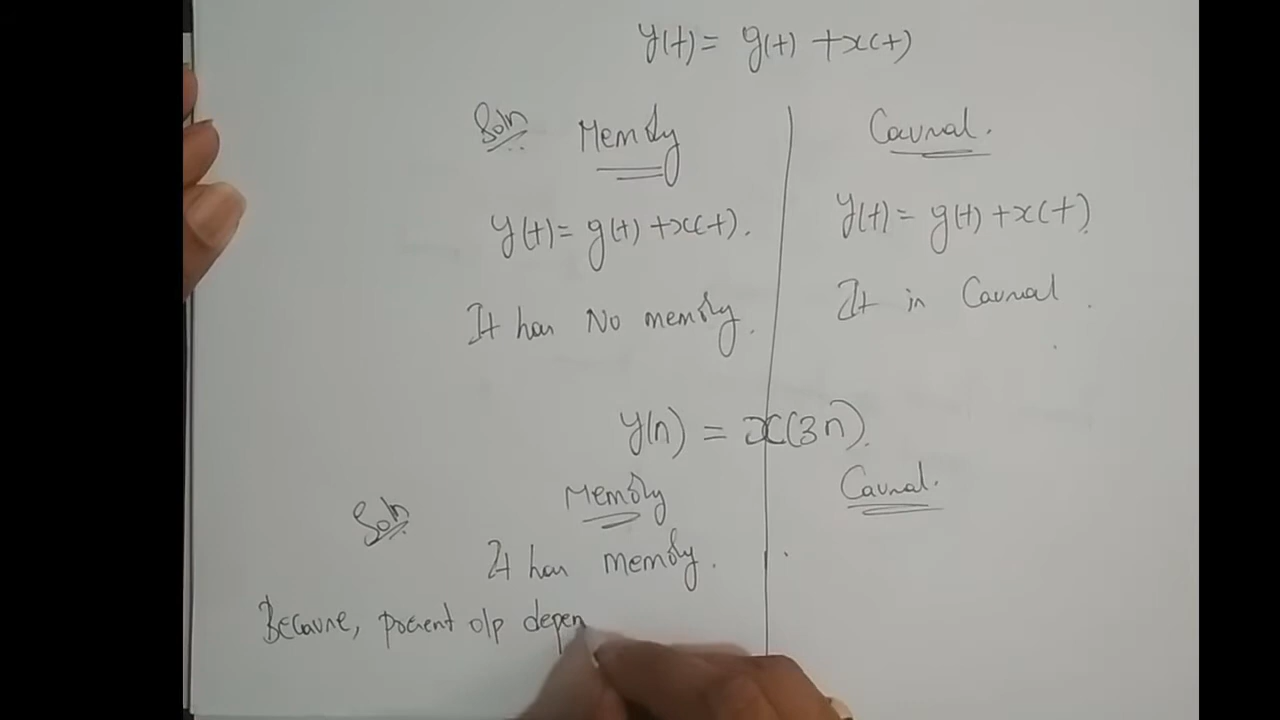 y(t) = g(t) + x(t)
Soln Memory
Causal.
y(t) = g(t) + x(t).
y(t) = g(t) + x(t).
It has No memory.
It is Causal.
y(n) = x(3n).
Soln Memory
Causal.
It has memory.
Because, present o/p depen